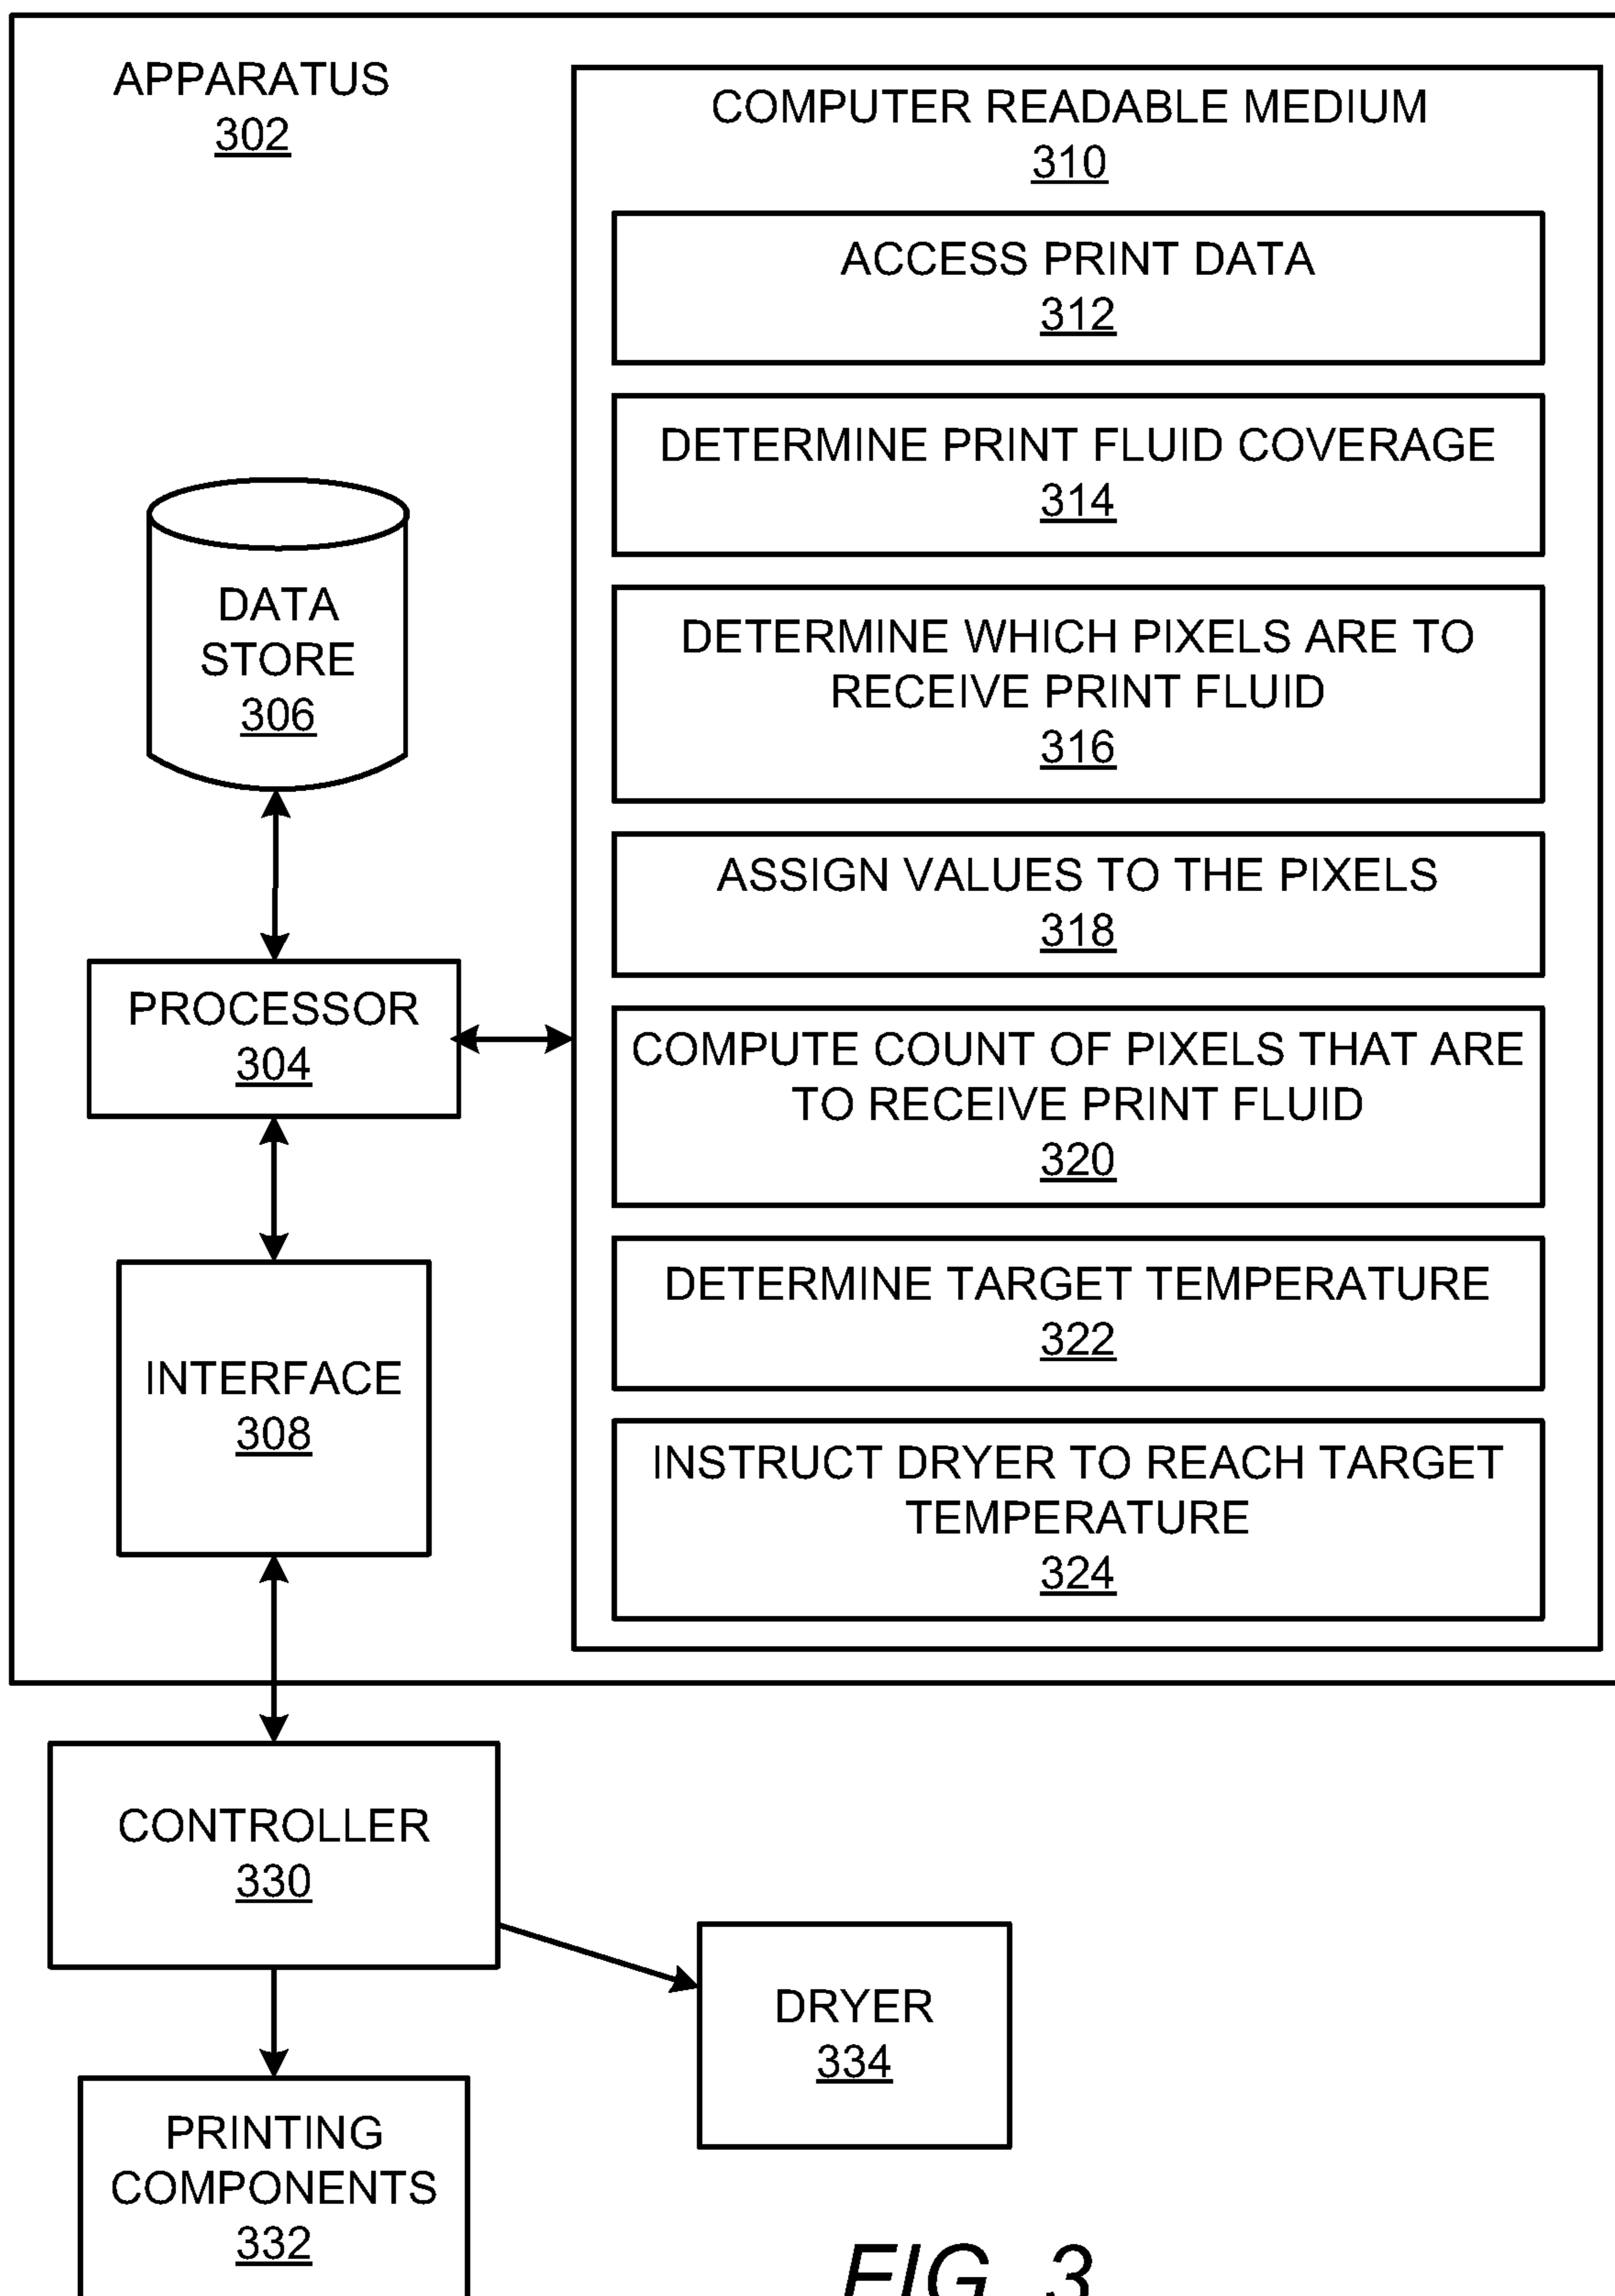 APPARATUS
302
COMPUTER READABLE MEDIUM
310
ACCESS PRINT DATA
312
DETERMINE PRINT FLUID COVERAGE
314
DETERMINE WHICH PIXELS ARE TO
RECEIVE PRINT FLUID
316
ASSIGN VALUES TO THE PIXELS
318
COMPUTE COUNT OF PIXELS THAT ARE
TO RECEIVE PRINT FLUID
320
DETERMINE TARGET TEMPERATURE
322
INSTRUCT DRYER TO REACH TARGET
TEMPERATURE
324
DATA
STORE
306
PROCESSOR
304
INTERFACE
308
CONTROLLER
330
DRYER
334
PRINTING
COMPONENTS
332
FIG. 3